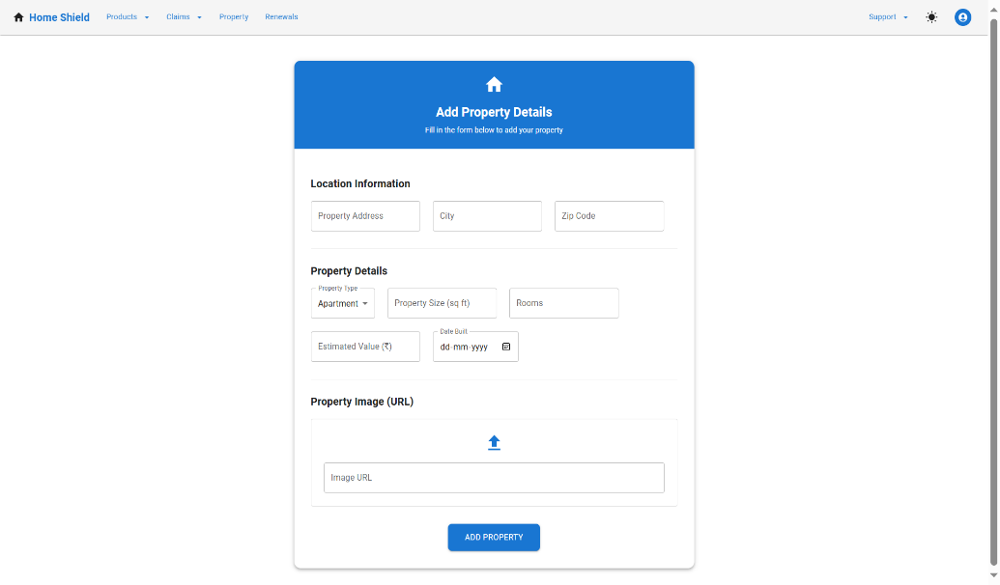 Home Shield Products Claims Property Renewals Support
Add Property Details
Fill in the form below to add your property
Location Information
Property Address City Zip Code
Property Details
Property Type
Apartment Property Size (sq ft) Rooms
Date Built
Estimated Value (₹) dd-mm-yyyy
Property Image (URL)
Image URL
ADD PROPERTY